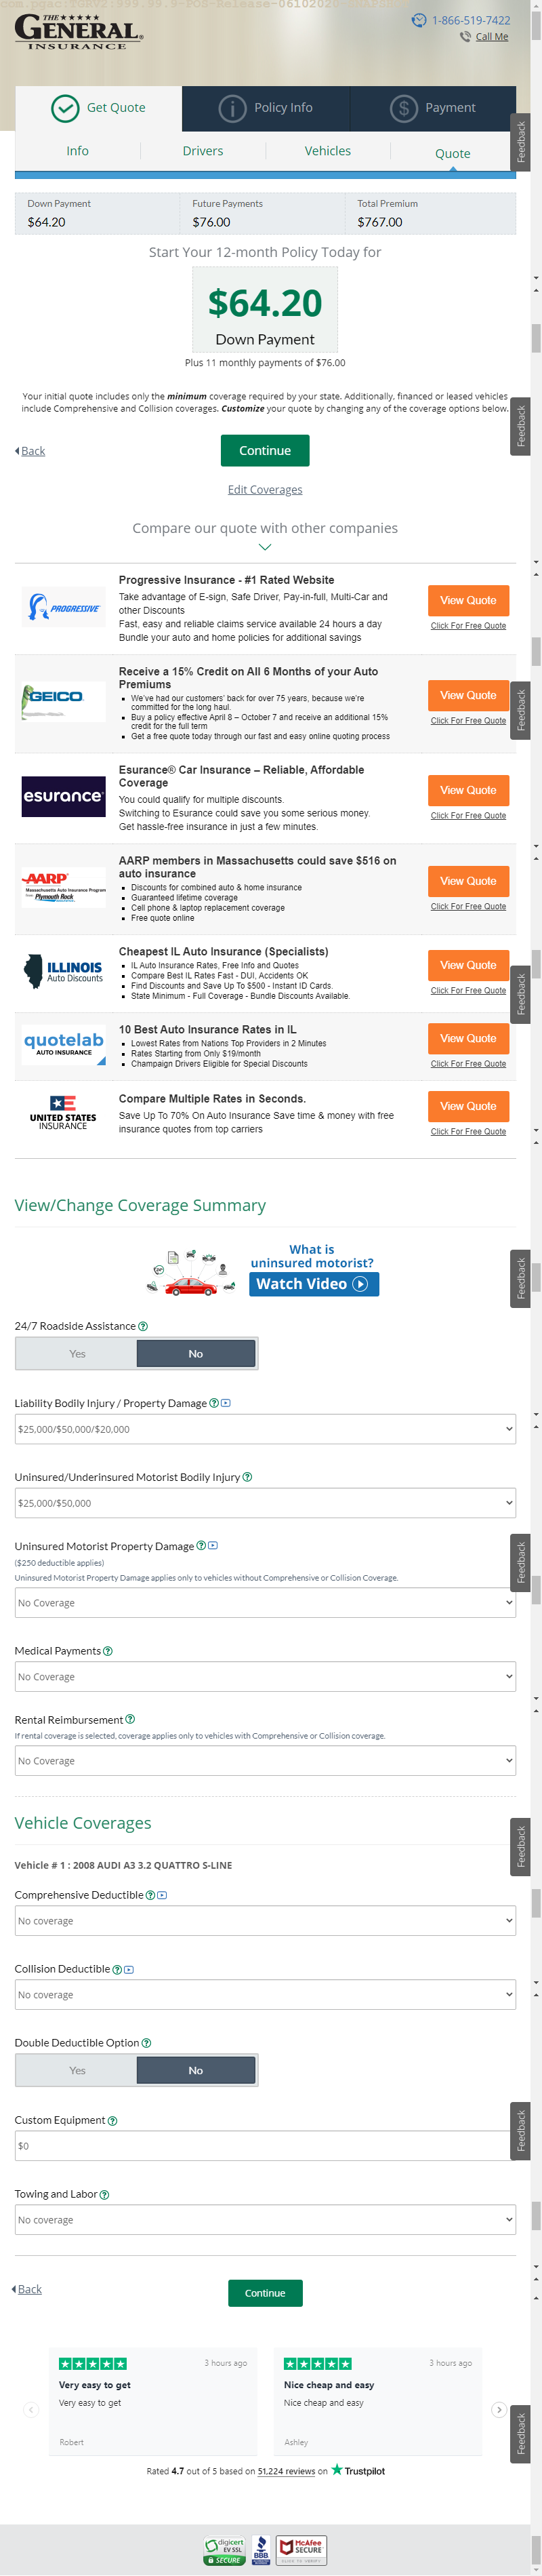 com.pgac:TGRV2:999.99.9-POS-Release-06102022-SNAPSHOT
THE
GENERAL®
INSURANCE
1-866-519-7422
Call Me
Get Quote
Policy Info
Payment
Info
Drivers
Vehicles
Quote
Feedback
Down Payment
Future Payments
Total Premium
$64.20
$76.00
$767.00
Start Your 12-month Policy Today for
$64.20
Down Payment
Plus 11 monthly payments of $76.00
Your initial quote includes only the minimum coverage required by your state. Additionally, financed or leased vehicles
include Comprehensive and Collision coverages. Customize your quote by changing any of the coverage options below.
Feedback
Back
Continue
Edit Coverages
Compare our quote with other companies
PROGRESSIVE
Progressive Insurance - #1 Rated Website
Take advantage of E-sign, Safe Driver, Pay-in-full, Multi-Car and
other Discounts
Fast, easy and reliable claims service available 24 hours a day
Bundle your auto and home policies for additional savings
View Quote
Click For Free Quote
GEICO
Receive a 15% Credit on All 6 Months of your Auto
Premiums
We've had our customers' back for over 75 years, because we're
committed for the long haul.
Buy a policy effective April 8 – October 7 and receive an additional 15%
credit for the full term
Get a free quote today through our fast and easy online quoting process
View Quote
Click For Free Quote
Feedback
esurance®
Esurance® Car Insurance – Reliable, Affordable
Coverage
You could qualify for multiple discounts.
Switching to Esurance could save you some serious money.
Get hassle-free insurance in just a few minutes.
View Quote
Click For Free Quote
AARP
Massachusetts Auto Insurance Program
from Plymouth Rock
AARP members in Massachusetts could save $516 on
auto insurance
Discounts for combined auto & home insurance
Guaranteed lifetime coverage
Cell phone & laptop replacement coverage
Free quote online
View Quote
Click For Free Quote
ILLINOIS
Auto Discounts
Cheapest IL Auto Insurance (Specialists)
IL Auto Insurance Rates, Free Info and Quotes
Compare Best IL Rates Fast - DUI, Accidents OK
Find Discounts and Save Up To $500 - Instant ID Cards.
State Minimum - Full Coverage - Bundle Discounts Available.
View Quote
Click For Free Quote
Feedback
quotelab
AUTO INSURANCE
10 Best Auto Insurance Rates in IL
Lowest Rates from Nations Top Providers in 2 Minutes
Rates Starting from Only $19/month
Champaign Drivers Eligible for Special Discounts
View Quote
Click For Free Quote
UNITED STATES
INSURANCE
Compare Multiple Rates in Seconds.
Save Up To 70% On Auto Insurance Save time & money with free
insurance quotes from top carriers
View Quote
Click For Free Quote
View/Change Coverage Summary
What is
uninsured motorist?
Watch Video
Feedback
24/7 Roadside Assistance
Yes
No
Liability Bodily Injury / Property Damage
$25,000/$50,000/$20,000
Uninsured/Underinsured Motorist Bodily Injury
$25,000/$50,000
Uninsured Motorist Property Damage
($250 deductible applies)
Uninsured Motorist Property Damage applies only to vehicles without Comprehensive or Collision Coverage.
No Coverage
Feedback
Medical Payments
No Coverage
Rental Reimbursement
If rental coverage is selected, coverage applies only to vehicles with Comprehensive or Collision coverage.
No Coverage
Vehicle Coverages
Feedback
Vehicle # 1 : 2008 AUDI A3 3.2 QUATTRO S-LINE
Comprehensive Deductible
No coverage
Collision Deductible
No coverage
Double Deductible Option
Yes
No
Custom Equipment
$0
Feedback
Towing and Labor
No coverage
Back
Continue
3 hours ago
Very easy to get
Very easy to get
Robert
3 hours ago
Nice cheap and easy
Nice cheap and easy
Ashley
Feedback
Rated 4.7 out of 5 based on 51,224 reviews on Trustpilot
digicert
EV SSL
SECURE
BBB
McAfee
SECURE